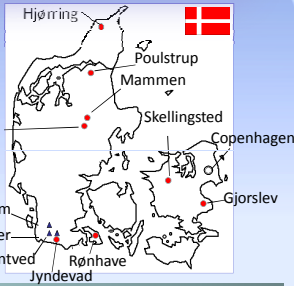 Hjørring
Poulstrup
Mammen
Skellingsted
Copenhagen
Gjorslev
Rønhave
Jyndevad